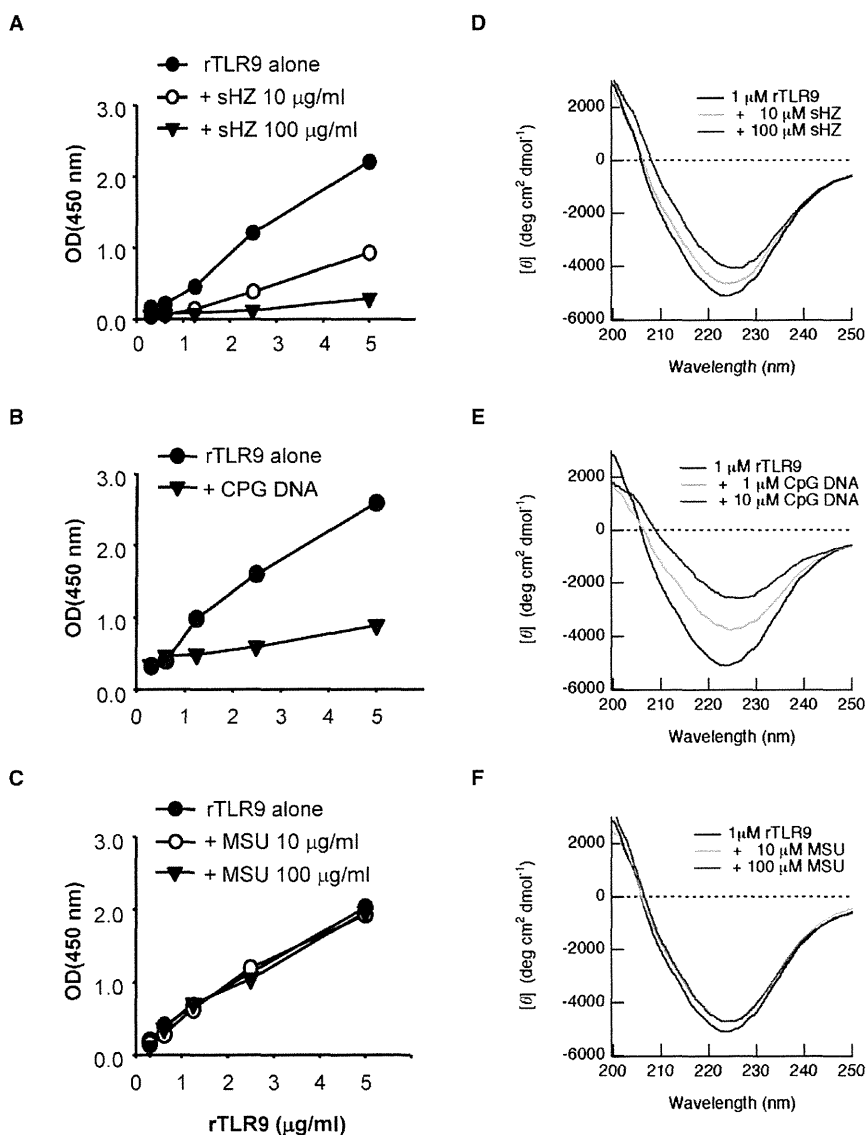 A
rTLR9 alone
+ sHZ 10 μg/ml
+ sHZ 100 μg/ml
3.0
2.0
1.0
0.0
OD(450 nm)
0 1 2 3 4 5
B
rTLR9 alone
+ CPG DNA
3.0
2.0
1.0
0.0
OD(450 nm)
0 1 2 3 4 5
C
rTLR9 alone
+ MSU 10 μg/ml
+ MSU 100 μg/ml
3.0
2.0
1.0
0.0
OD(450 nm)
0 1 2 3 4 5
rTLR9 (μg/ml)
D
1 μM rTLR9
+ 10 μM sHZ
+ 100 μM sHZ
2000
0
-2000
-4000
-6000
[θ] (deg cm² dmol⁻¹)
200 210 220 230 240 250
Wavelength (nm)
E
1 μM rTLR9
+ 1 μM CpG DNA
+ 10 μM CpG DNA
2000
0
-2000
-4000
-6000
[θ] (deg cm² dmol⁻¹)
200 210 220 230 240 250
Wavelength (nm)
F
1μM rTLR9
+ 10 μM MSU
+ 100 μM MSU
2000
0
-2000
-4000
-6000
[θ] (deg cm² dmol⁻¹)
200 210 220 230 240 250
Wavelength (nm)